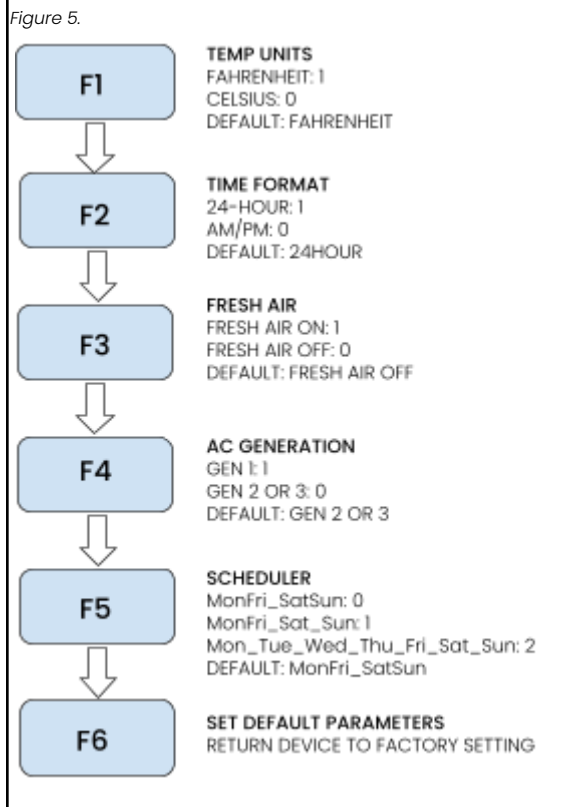 Figure 5.
F1
TEMP UNITS
FAHRENHEIT: 1
CELSIUS: 0
DEFAULT: FAHRENHEIT
F2
TIME FORMAT
24-HOUR: 1
AM/PM: 0
DEFAULT: 24HOUR
F3
FRESH AIR
FRESH AIR ON: 1
FRESH AIR OFF: 0
DEFAULT: FRESH AIR OFF
F4
AC GENERATION
GEN 1: 1
GEN 2 OR 3: 0
DEFAULT: GEN 2 OR 3
F5
SCHEDULER
MonFri_SatSun: 0
MonFri_Sat_Sun: 1
Mon_Tue_Wed_Thu_Fri_Sat_Sun: 2
DEFAULT: MonFri_SatSun
F6
SET DEFAULT PARAMETERS
RETURN DEVICE TO FACTORY SETTING